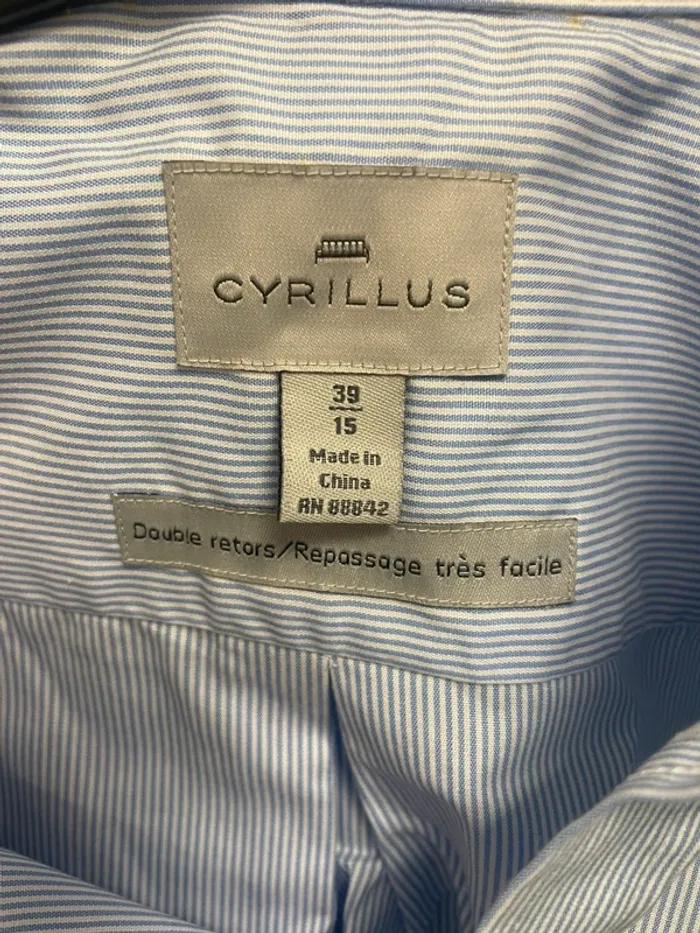 CYRILLUS
39
15
Made in
China
RN 88842
Double retors/Repassage très facile